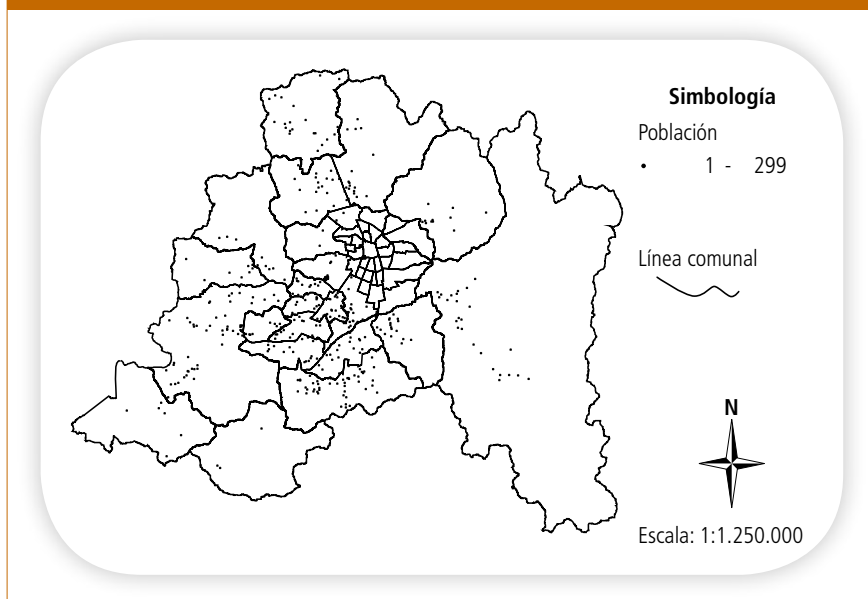 Simbología
Población
• 1 - 299
Línea comunal
N
Escala: 1:1.250.000